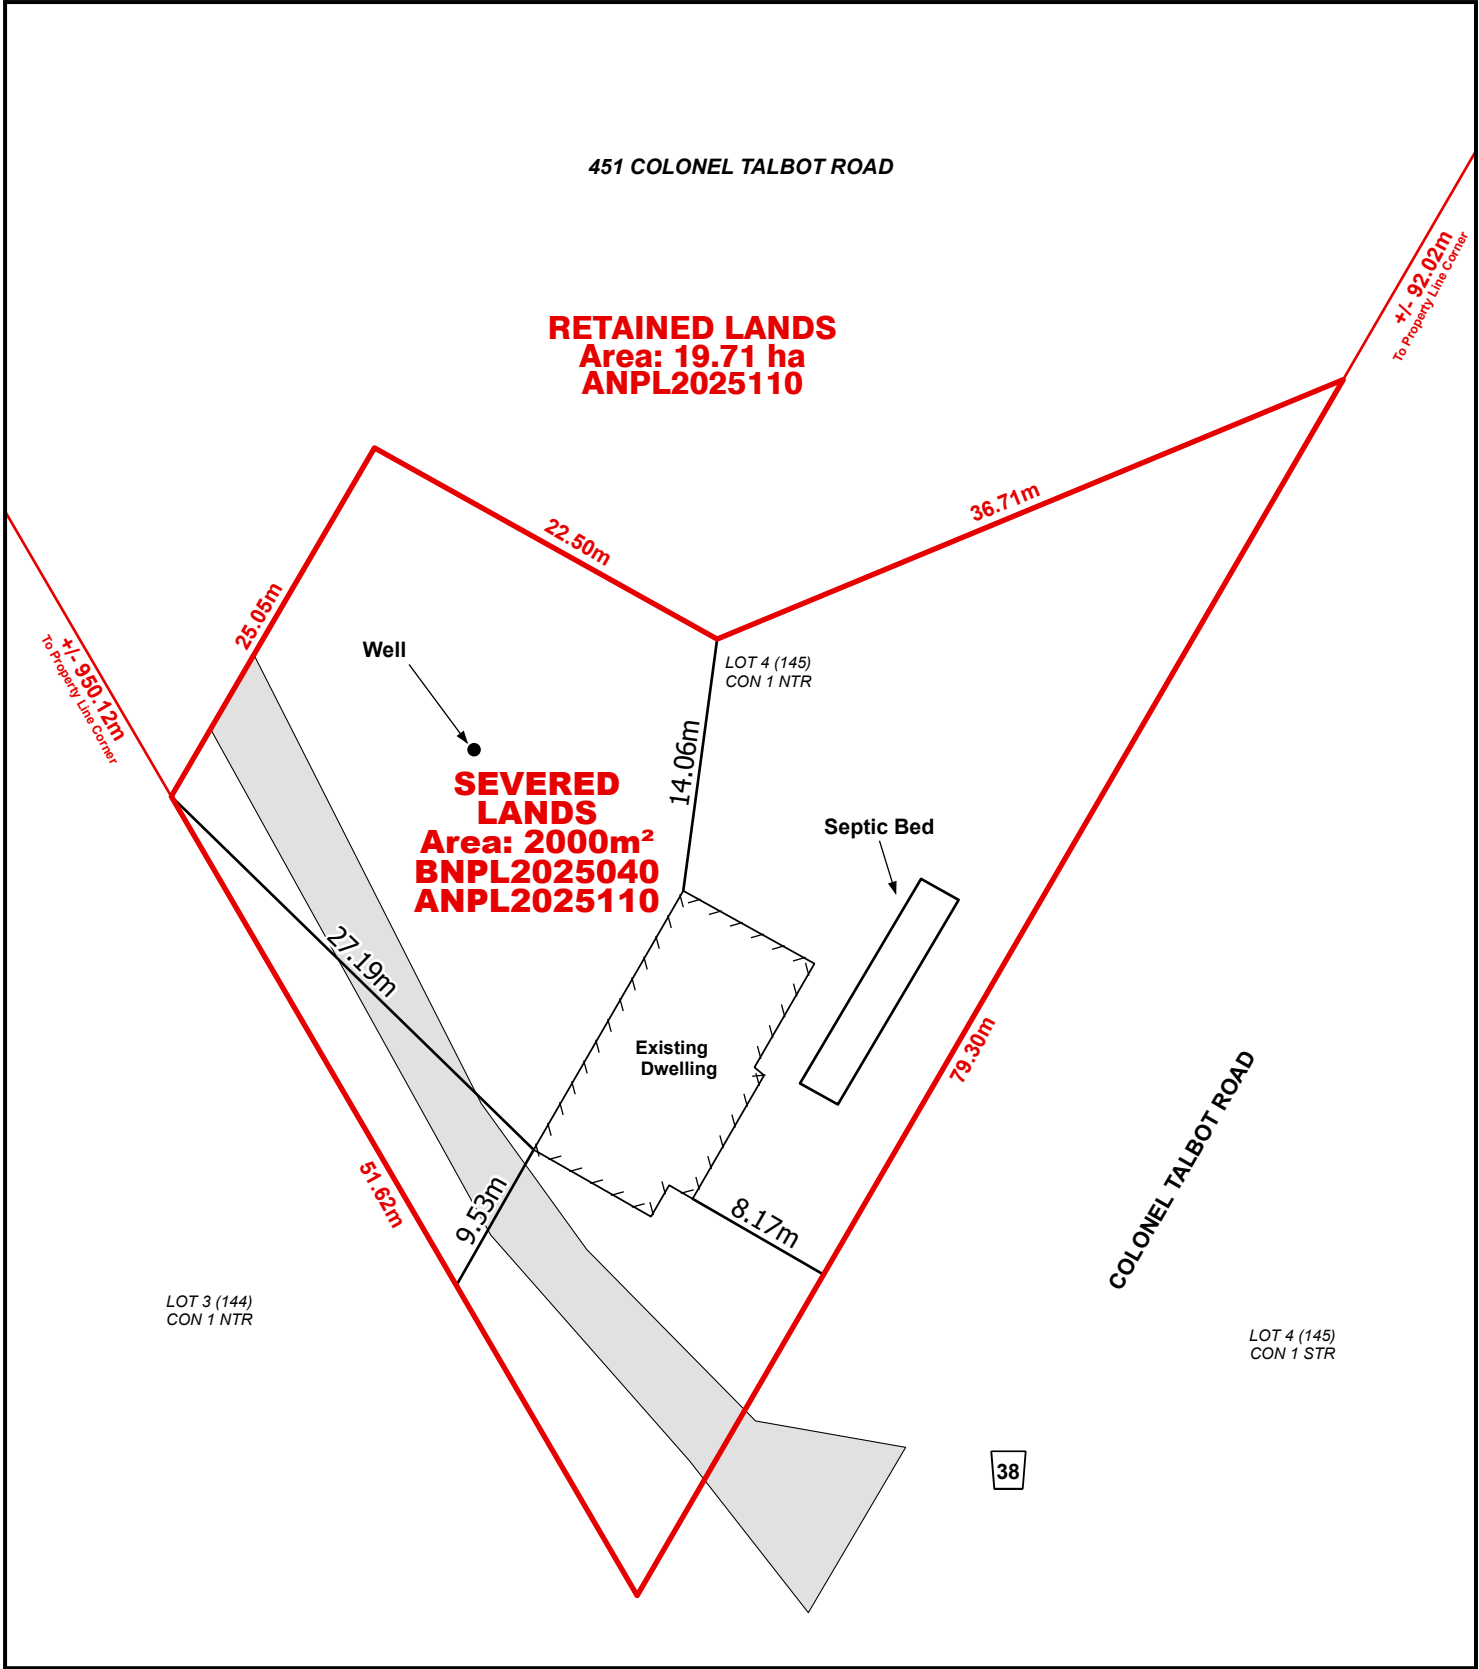 451 COLONEL TALBOT ROAD
+/- 92.02m
To Property Line Corner
RETAINED LANDS
Area: 19.71 ha
ANPL2025110
36.71m
22.50m
25.05m
+/- 950.12m
To Property Line Corner
Well
LOT 4 (145)
CON 1 NTR
14.06m
SEVERED
LANDS
Area: 2000m²
BNPL2025040
ANPL2025110
Septic Bed
27.19m
Existing
Dwelling
79.30m
COLONEL TALBOT ROAD
51.62m
9.53m
8.17m
LOT 3 (144)
CON 1 NTR
LOT 4 (145)
CON 1 STR
38